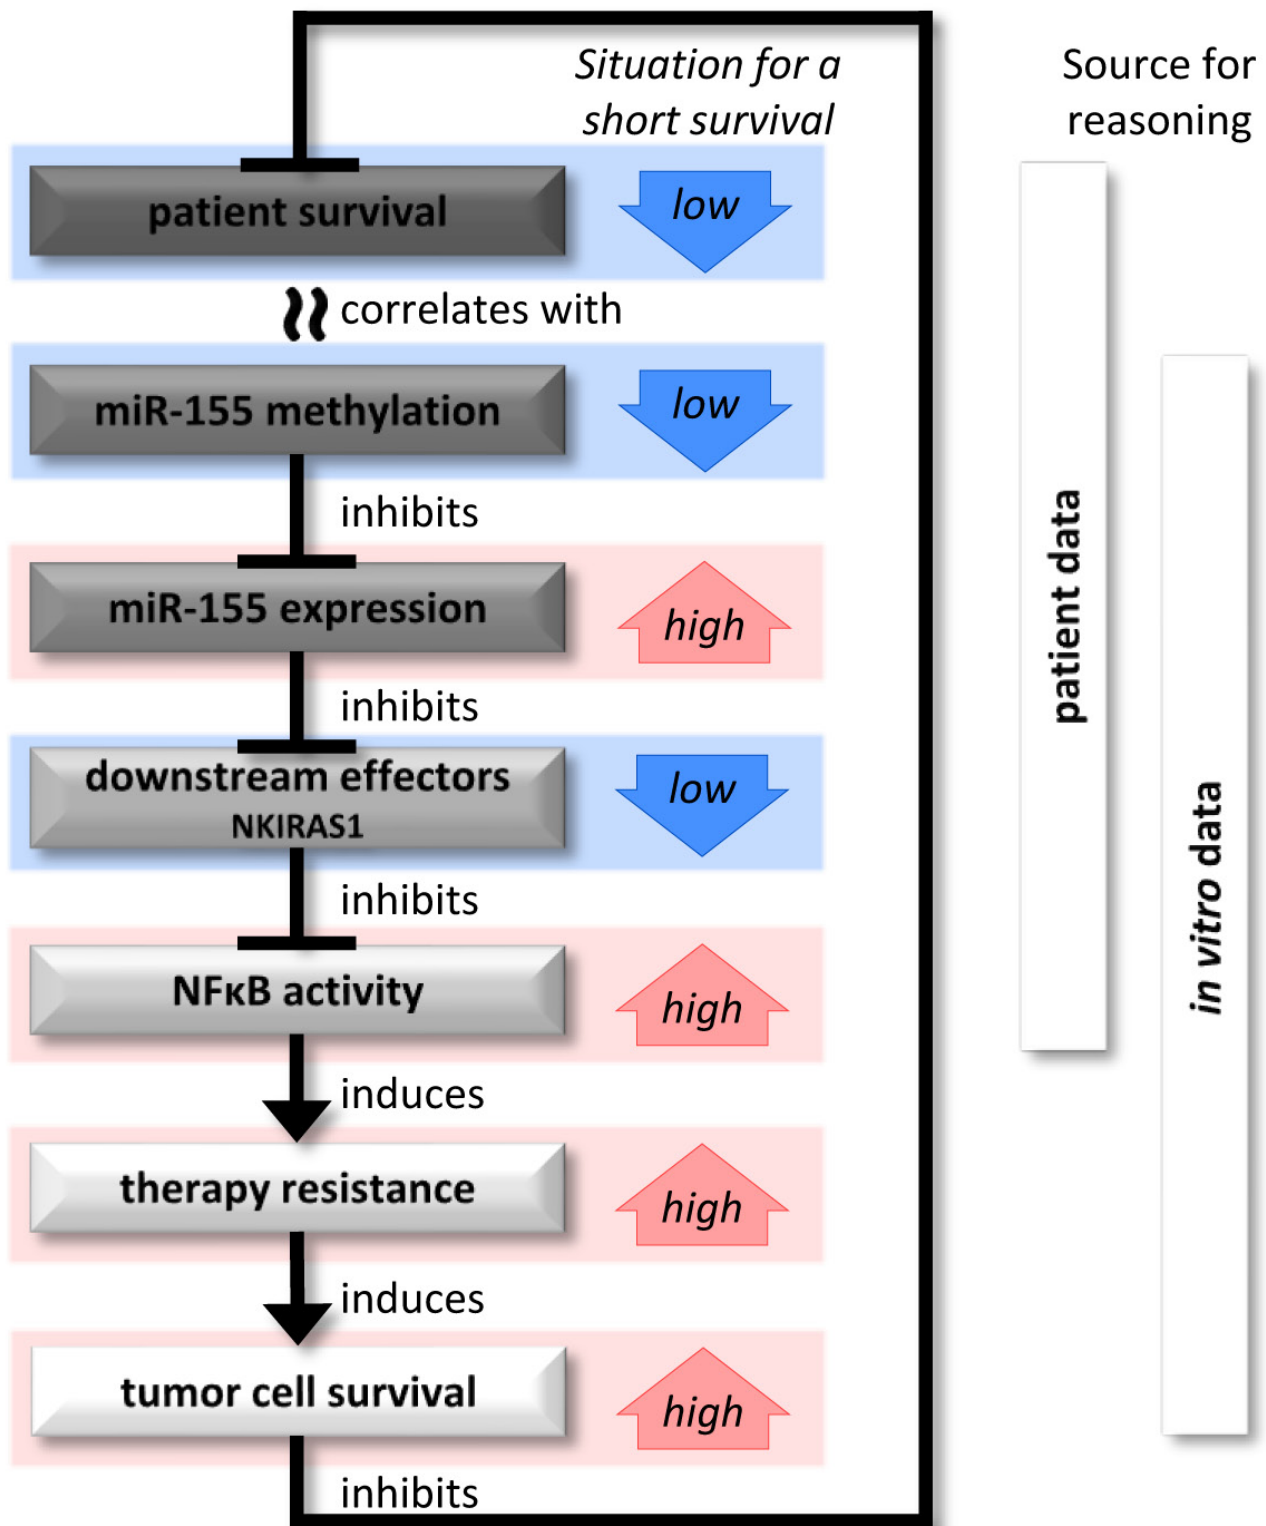 Situation for a
short survival
Source for
reasoning
patient survival
low
correlates with
miR-155 methylation
low
inhibits
miR-155 expression
high
inhibits
downstream effectors
NKIRAS1
low
inhibits
NFκB activity
high
induces
therapy resistance
high
induces
tumor cell survival
high
inhibits
patient data
in vitro data